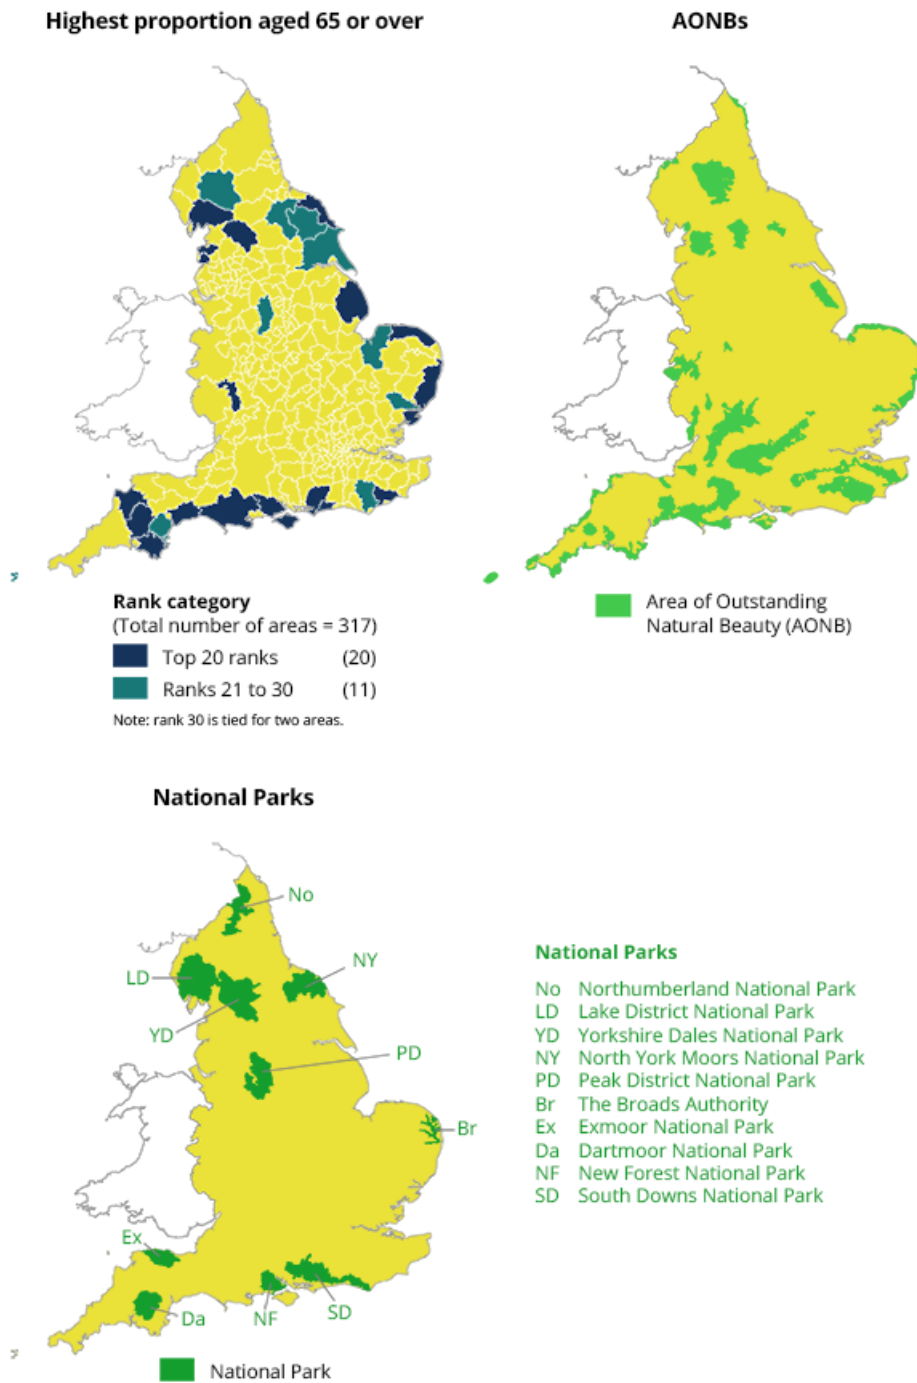 Highest proportion aged 65 or over
AONBs
Rank category
(Total number of areas = 317)
Top 20 ranks (20)
Ranks 21 to 30 (11)
Note: rank 30 is tied for two areas.
Area of Outstanding
Natural Beauty (AONB)
National Parks
No
LD
NY
YD
PD
Br
Ex
Da
NF
SD
National Park
National Parks
No Northumberland National Park
LD Lake District National Park
YD Yorkshire Dales National Park
NY North York Moors National Park
PD Peak District National Park
Br The Broads Authority
Ex Exmoor National Park
Da Dartmoor National Park
NF New Forest National Park
SD South Downs National Park